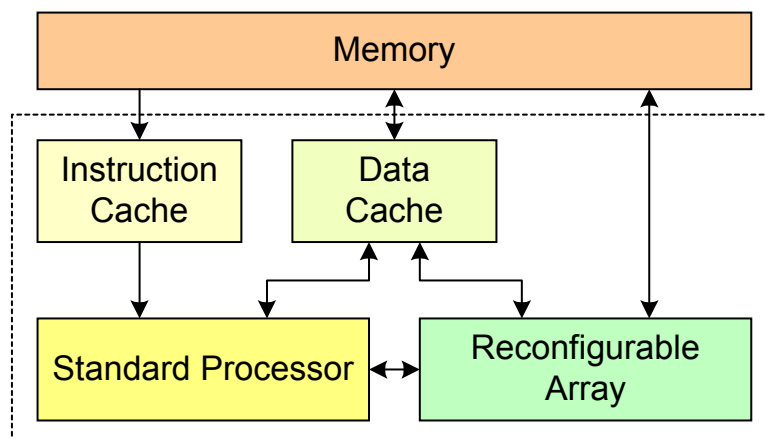 Memory
Instruction
Cache
Data
Cache
Standard Processor
Reconfigurable
Array